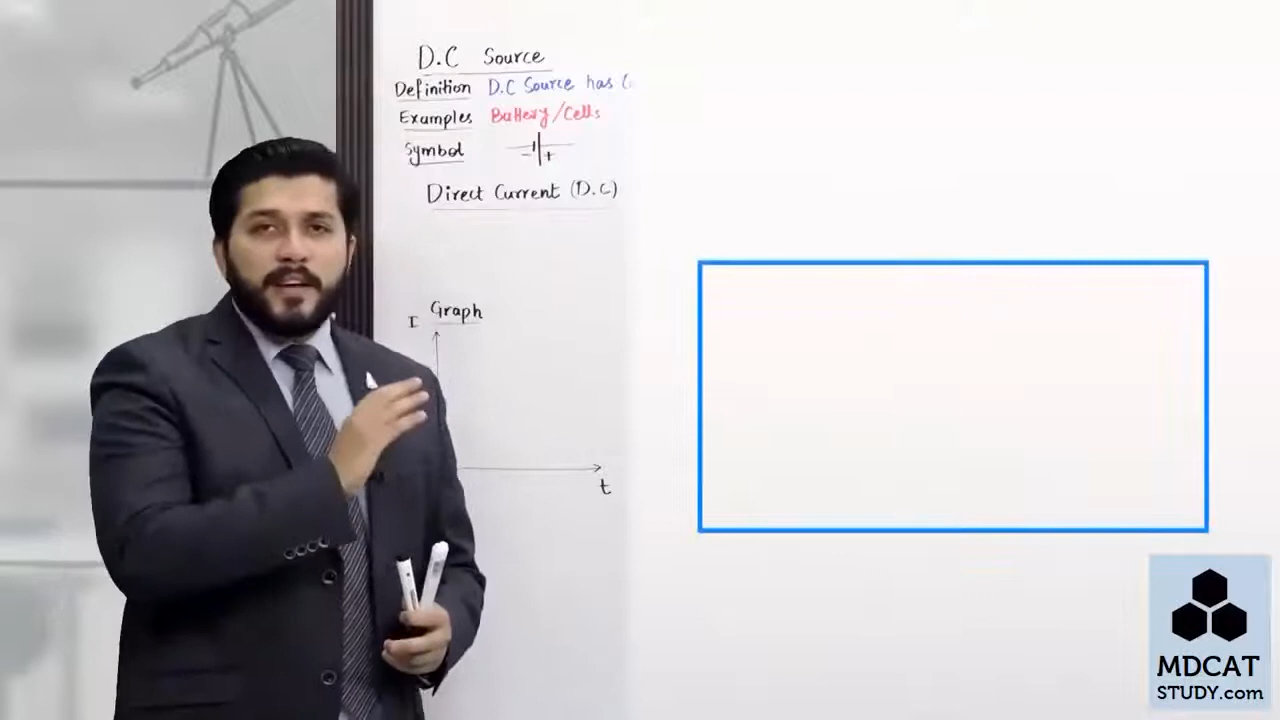 D.C Source
Definition D.C Source has
Examples Battery/Cells
Symbol
- +
Direct Current (D.C)
Graph
I
t
MDCAT
STUDY.com